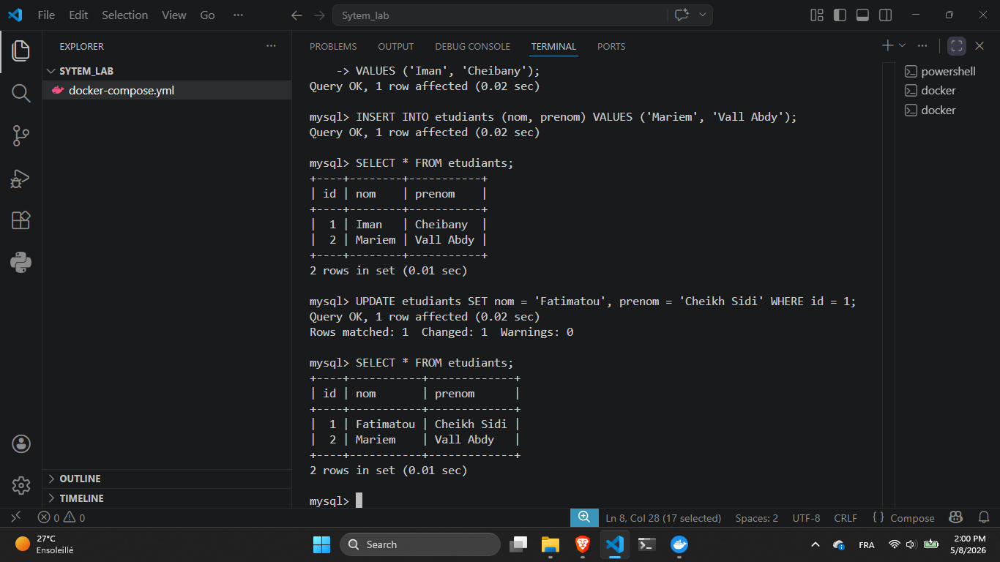 File Edit Selection View Go ···
Sytem_lab
EXPLORER ···
SYTEM_LAB
docker-compose.yml
OUTLINE
TIMELINE
PROBLEMS OUTPUT DEBUG CONSOLE TERMINAL PORTS
    -> VALUES ('Iman', 'Cheibany');
Query OK, 1 row affected (0.02 sec)
mysql> INSERT INTO etudiants (nom, prenom) VALUES ('Mariem', 'Vall Abdy');
Query OK, 1 row affected (0.02 sec)
mysql> SELECT * FROM etudiants;
+----+--------+-----------+
| id | nom    | prenom    |
+----+--------+-----------+
|  1 | Iman   | Cheibany  |
|  2 | Mariem | Vall Abdy |
+----+--------+-----------+
2 rows in set (0.01 sec)
mysql> UPDATE etudiants SET nom = 'Fatimatou', prenom = 'Cheikh Sidi' WHERE id = 1;
Query OK, 1 row affected (0.02 sec)
Rows matched: 1  Changed: 1  Warnings: 0
mysql> SELECT * FROM etudiants;
+----+-----------+-------------+
| id | nom       | prenom      |
+----+-----------+-------------+
|  1 | Fatimatou | Cheikh Sidi |
|  2 | Mariem    | Vall Abdy   |
+----+-----------+-------------+
2 rows in set (0.01 sec)
mysql>
powershell
docker
docker
0 0
Ln 8, Col 28 (17 selected) Spaces: 2 UTF-8 CRLF {} Compose
27°C
Ensoleillé
Search
FRA
2:00 PM
5/8/2026